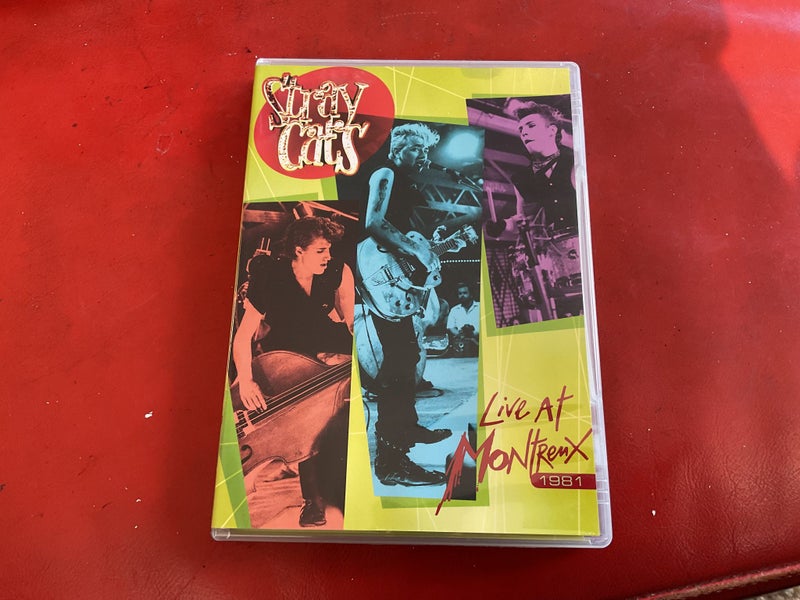 Stray
Cats
Live At
Montreux
1981